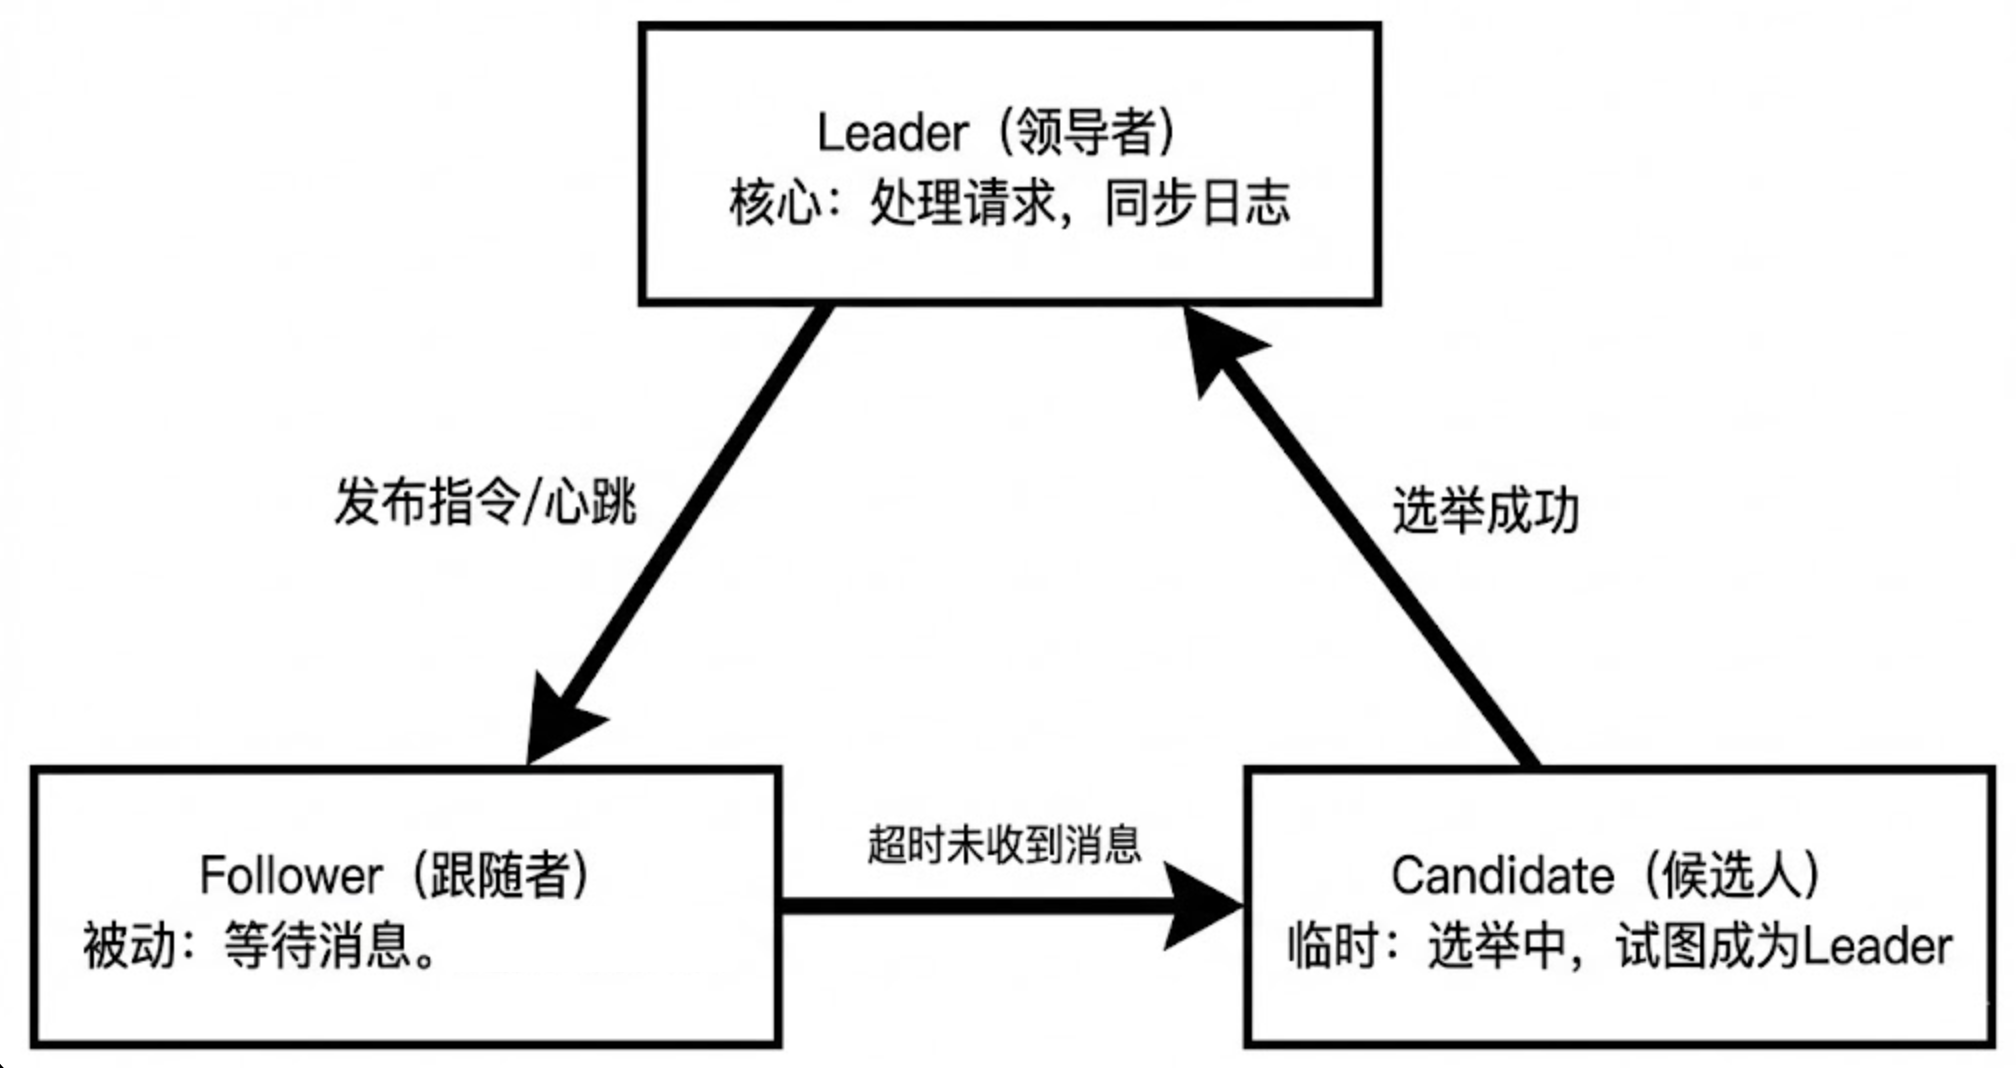 Leader（领导者）
核心：处理请求，同步日志
发布指令/心跳
选举成功
Follower（跟随者）
被动：等待消息。
超时未收到消息
Candidate（候选人）
临时：选举中，试图成为Leader